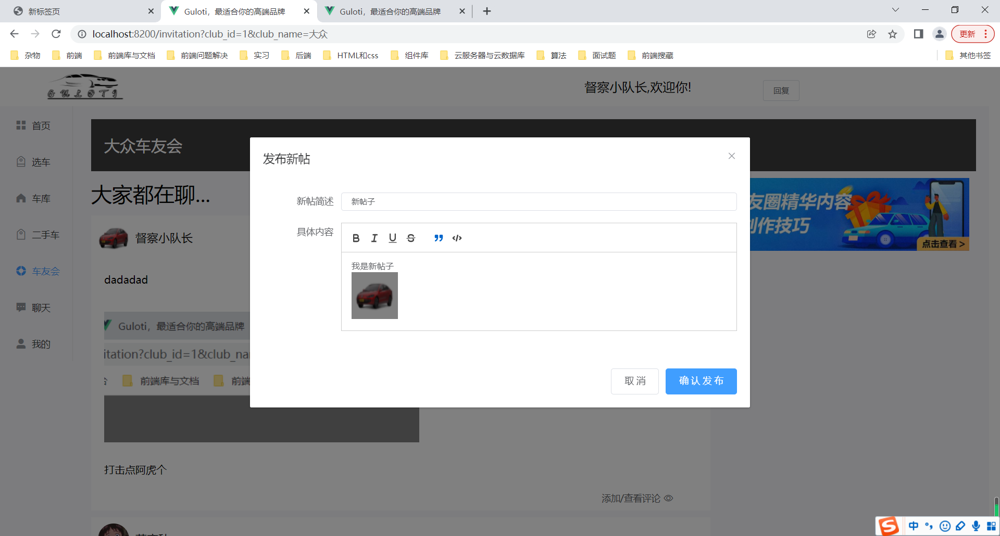 新标签页
Guloti，最适合你的高端品牌
Guloti，最适合你的高端品牌
localhost:8200/invitation?club_id=1&club_name=大众
更新
杂物
前端
前端库与文档
前端问题解决
实习
后端
HTML和css
组件库
云服务器与云数据库
算法
面试题
前端搜藏
其他书签
GULOTI
督察小队长,欢迎你!
回复
首页
选车
车库
二手车
车友会
聊天
我的
大众车友会
大家都在聊...
督察小队长
dadadad
Guloti，最适合你的高端品牌
itation?club_id=1&club_na
前端库与文档
前端
打击点阿虎个
添加/查看评论
发布新帖
新帖简述
新帖子
具体内容
B I U S
我是新帖子
取消
确认发布
友圈精华内容
创作技巧
点击查看 >
S 中